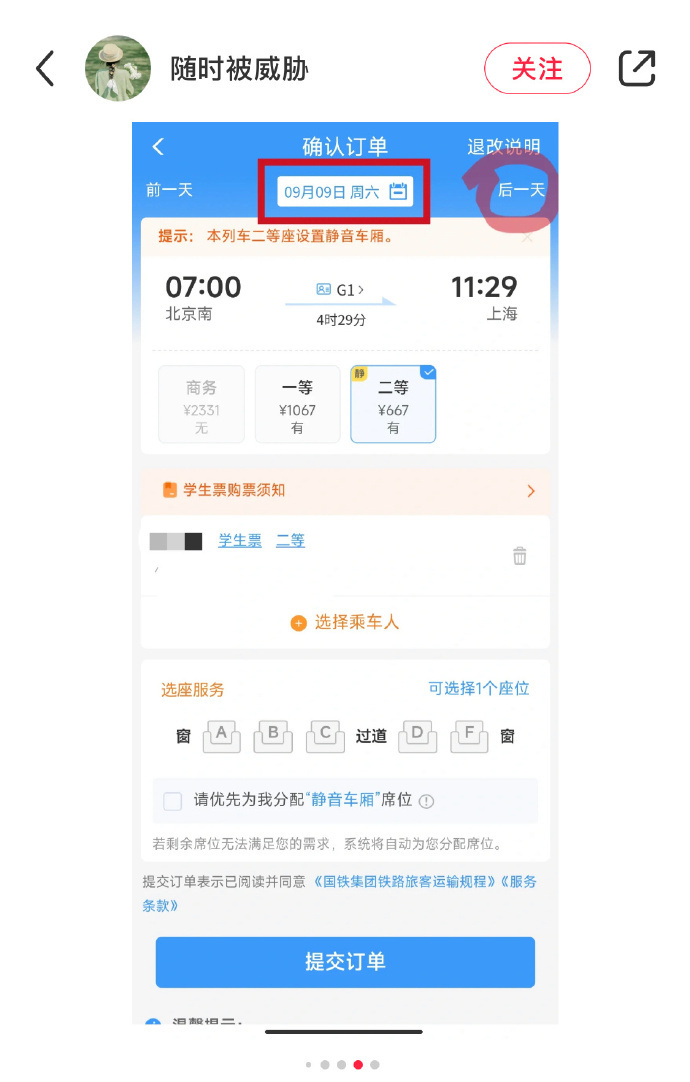 随时被威胁
关注
确认订单
退改说明
前一天
09月09日 周六
后一天
提示： 本列车二等座设置静音车厢。
07:00
G1
11:29
北京南
4时29分
上海
商务
¥2331
无
一等
¥1067
有
静
二等
¥667
有
学生票购票须知
学生票 二等
选择乘车人
选座服务
可选择1个座位
窗 A B C 过道 D F 窗
请优先为我分配“静音车厢”席位
若剩余席位无法满足您的需求，系统将自动为您分配席位。
提交订单表示已阅读并同意《国铁集团铁路旅客运输规程》《服务
条款》
提交订单
温馨提示：